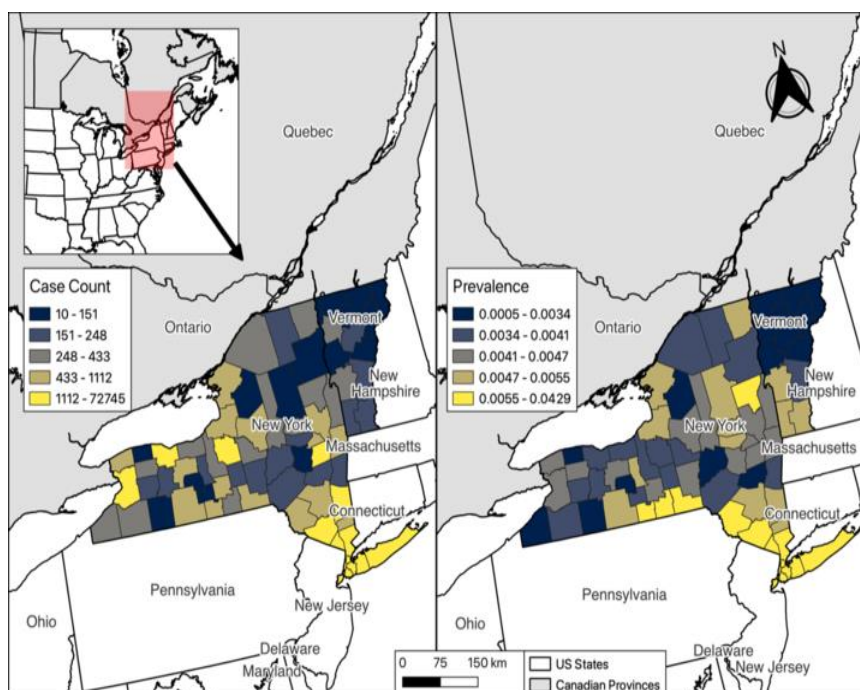 Quebec
Case Count
10 - 151
151 - 248
248 - 433
433 - 1112
1112 - 72745
Ontario
Vermont
New
Hampshire
New York
Massachusetts
Connecticut
Pennsylvania
Ohio
New Jersey
Delaware
Maryland
N
Quebec
Prevalence
0.0005 - 0.0034
0.0034 - 0.0041
0.0041 - 0.0047
0.0047 - 0.0055
0.0055 - 0.0429
Ontario
Vermont
New
Hampshire
New York
Massachusetts
Connecticut
Pennsylvania
Ohio
Delaware
New Jersey
0 75 150 km
US States
Canadian Provinces